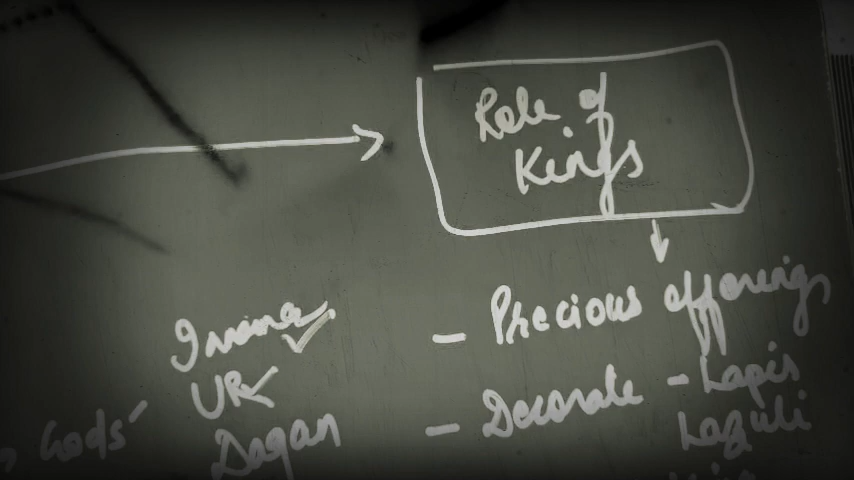 Role of
Kings
Inanna
UR
Dagan
Gods'
- Precious offerings
- Decorate - Lapis
Lazuli